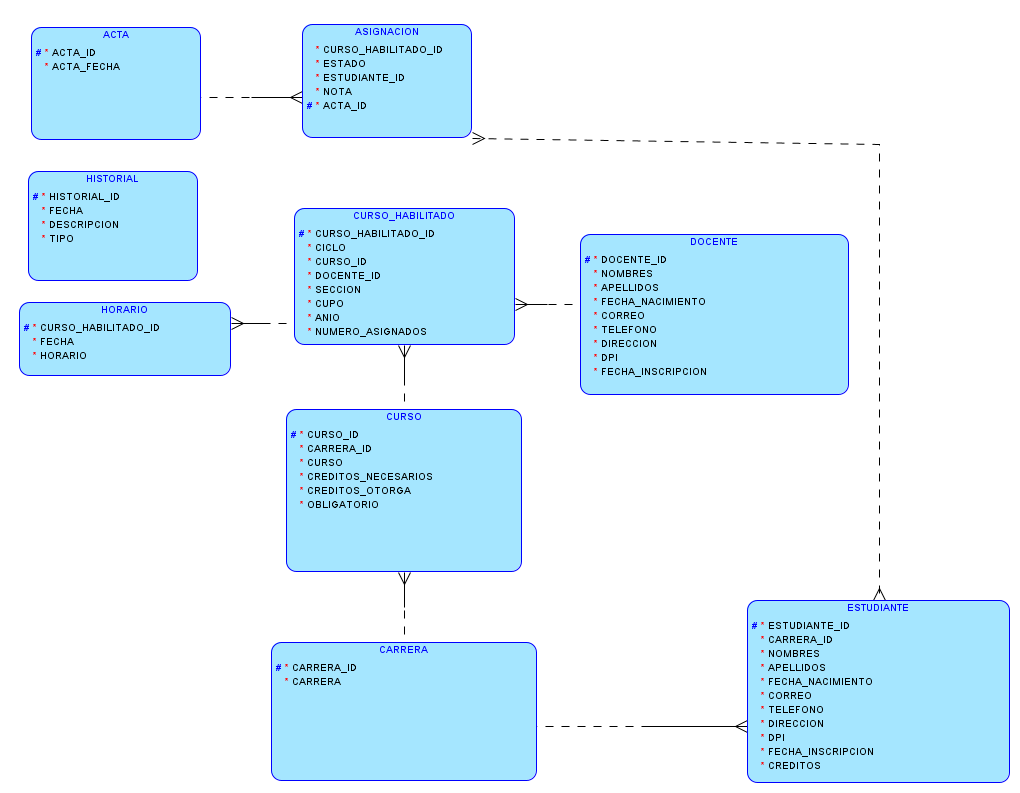 ACTA
# * ACTA_ID
* ACTA_FECHA
ASIGNACION
* CURSO_HABILITADO_ID
* ESTADO
* ESTUDIANTE_ID
* NOTA
# * ACTA_ID
HISTORIAL
# * HISTORIAL_ID
* FECHA
* DESCRIPCION
* TIPO
CURSO_HABILITADO
# * CURSO_HABILITADO_ID
* CICLO
* CURSO_ID
* DOCENTE_ID
* SECCION
* CUPO
* ANIO
* NUMERO_ASIGNADOS
DOCENTE
# * DOCENTE_ID
* NOMBRES
* APELLIDOS
* FECHA_NACIMIENTO
* CORREO
* TELEFONO
* DIRECCION
* DPI
* FECHA_INSCRIPCION
HORARIO
# * CURSO_HABILITADO_ID
* FECHA
* HORARIO
CURSO
# * CURSO_ID
* CARRERA_ID
* CURSO
* CREDITOS_NECESARIOS
* CREDITOS_OTORGA
* OBLIGATORIO
CARRERA
# * CARRERA_ID
* CARRERA
ESTUDIANTE
# * ESTUDIANTE_ID
* CARRERA_ID
* NOMBRES
* APELLIDOS
* FECHA_NACIMIENTO
* CORREO
* TELEFONO
* DIRECCION
* DPI
* FECHA_INSCRIPCION
* CREDITOS